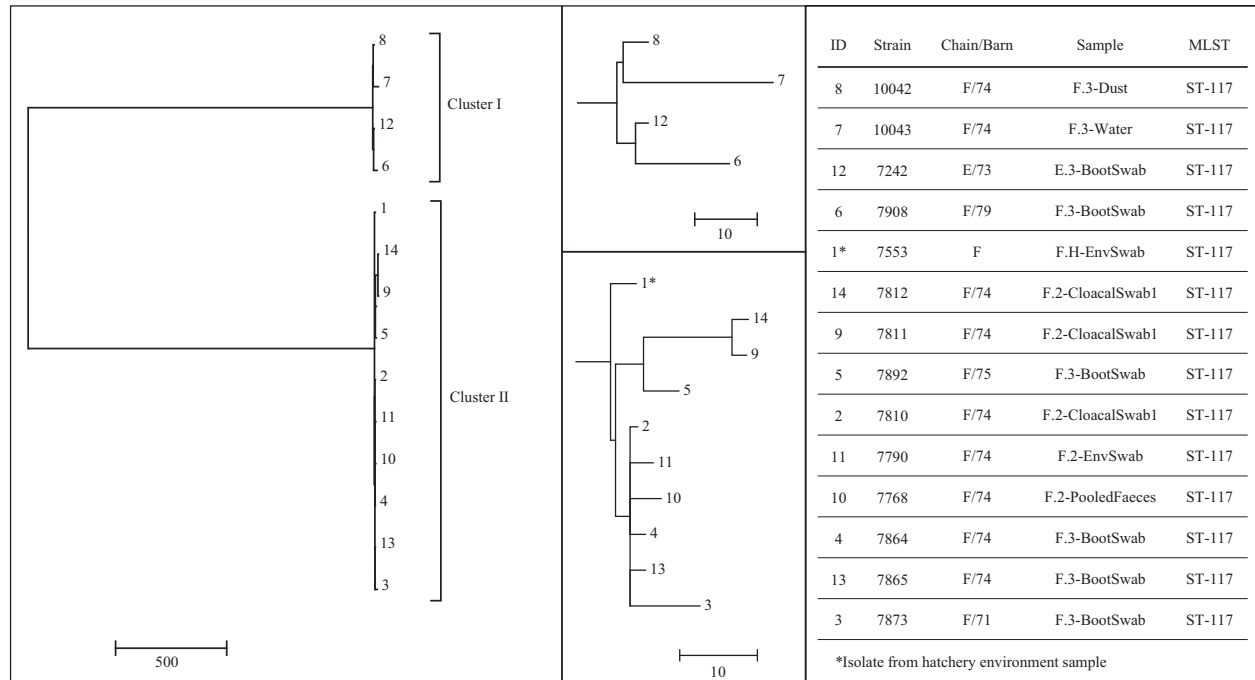 8
7
Cluster I
12
6
1
14
9
5
2
Cluster II
11
10
4
13
3
500
8
7
12
6
10
1*
14
9
5
2
11
10
4
13
3
10
ID Strain Chain/Barn Sample MLST
8 10042 F/74 F.3-Dust ST-117
7 10043 F/74 F.3-Water ST-117
12 7242 E/73 E.3-BootSwab ST-117
6 7908 F/79 F.3-BootSwab ST-117
1* 7553 F F.H-EnvSwab ST-117
14 7812 F/74 F.2-CloacalSwab1 ST-117
9 7811 F/74 F.2-CloacalSwab1 ST-117
5 7892 F/75 F.3-BootSwab ST-117
2 7810 F/74 F.2-CloacalSwab1 ST-117
11 7790 F/74 F.2-EnvSwab ST-117
10 7768 F/74 F.2-PooledFaeces ST-117
4 7864 F/74 F.3-BootSwab ST-117
13 7865 F/74 F.3-BootSwab ST-117
3 7873 F/71 F.3-BootSwab ST-117
*Isolate from hatchery environment sample